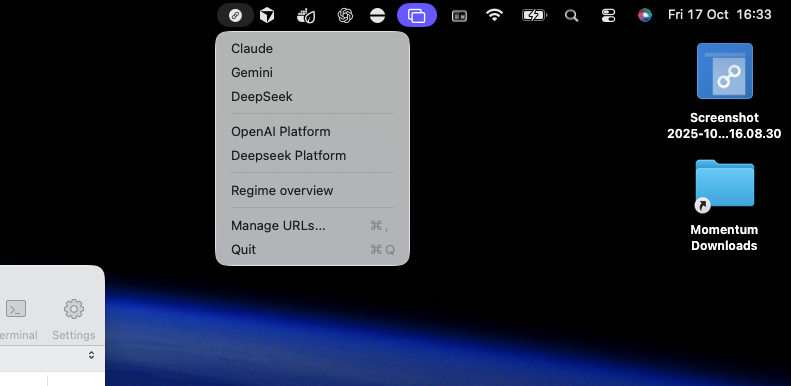 Fri 17 Oct 16:33
Claude
Gemini
DeepSeek
OpenAI Platform
Deepseek Platform
Regime overview
Manage URLs... ⌘ ,
Quit ⌘ Q
Screenshot
2025-10...16.08.30
Momentum
Downloads
erminal
Settings